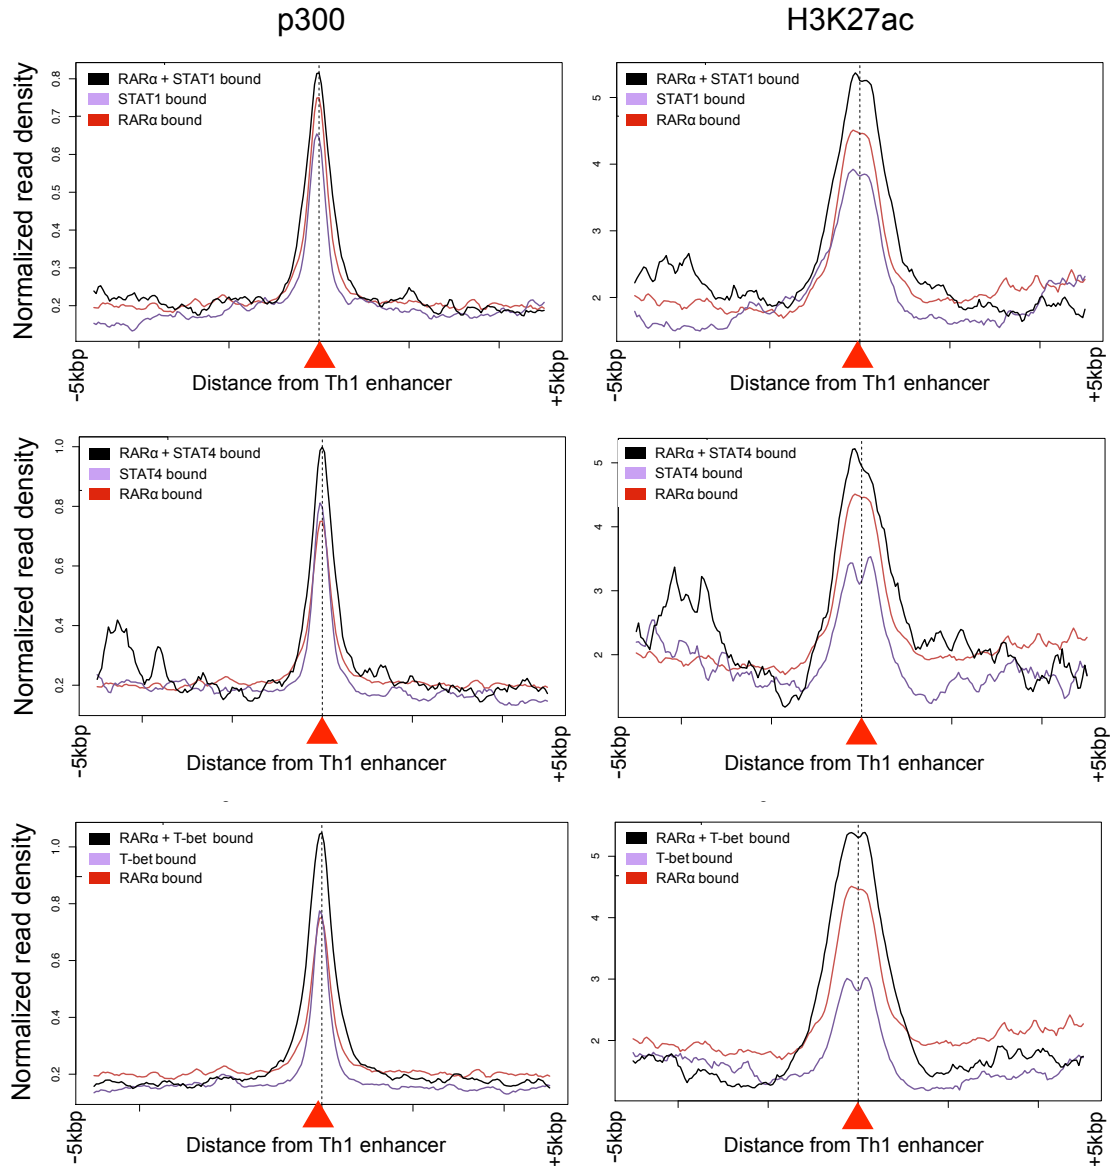 p300
H3K27ac
Normalized read density
0.2
0.3
0.4
0.5
0.6
0.7
0.8
RARα + STAT1 bound
STAT1 bound
RARα bound
-5kbp
Distance from Th1 enhancer
+5kbp
2
3
4
5
RARα + STAT1 bound
STAT1 bound
RARα bound
-5kbp
Distance from Th1 enhancer
+5kbp
Normalized read density
0.2
0.4
0.6
0.8
1.0
RARα + STAT4 bound
STAT4 bound
RARα bound
-5kbp
Distance from Th1 enhancer
+5kbp
2
3
4
5
RARα + STAT4 bound
STAT4 bound
RARα bound
-5kbp
Distance from Th1 enhancer
+5kbp
Normalized read density
0.2
0.4
0.6
0.8
1.0
RARα + T-bet bound
T-bet bound
RARα bound
-5kbp
Distance from Th1 enhancer
+5kbp
2
3
4
5
RARα + T-bet bound
T-bet bound
RARα bound
-5kbp
Distance from Th1 enhancer
+5kbp